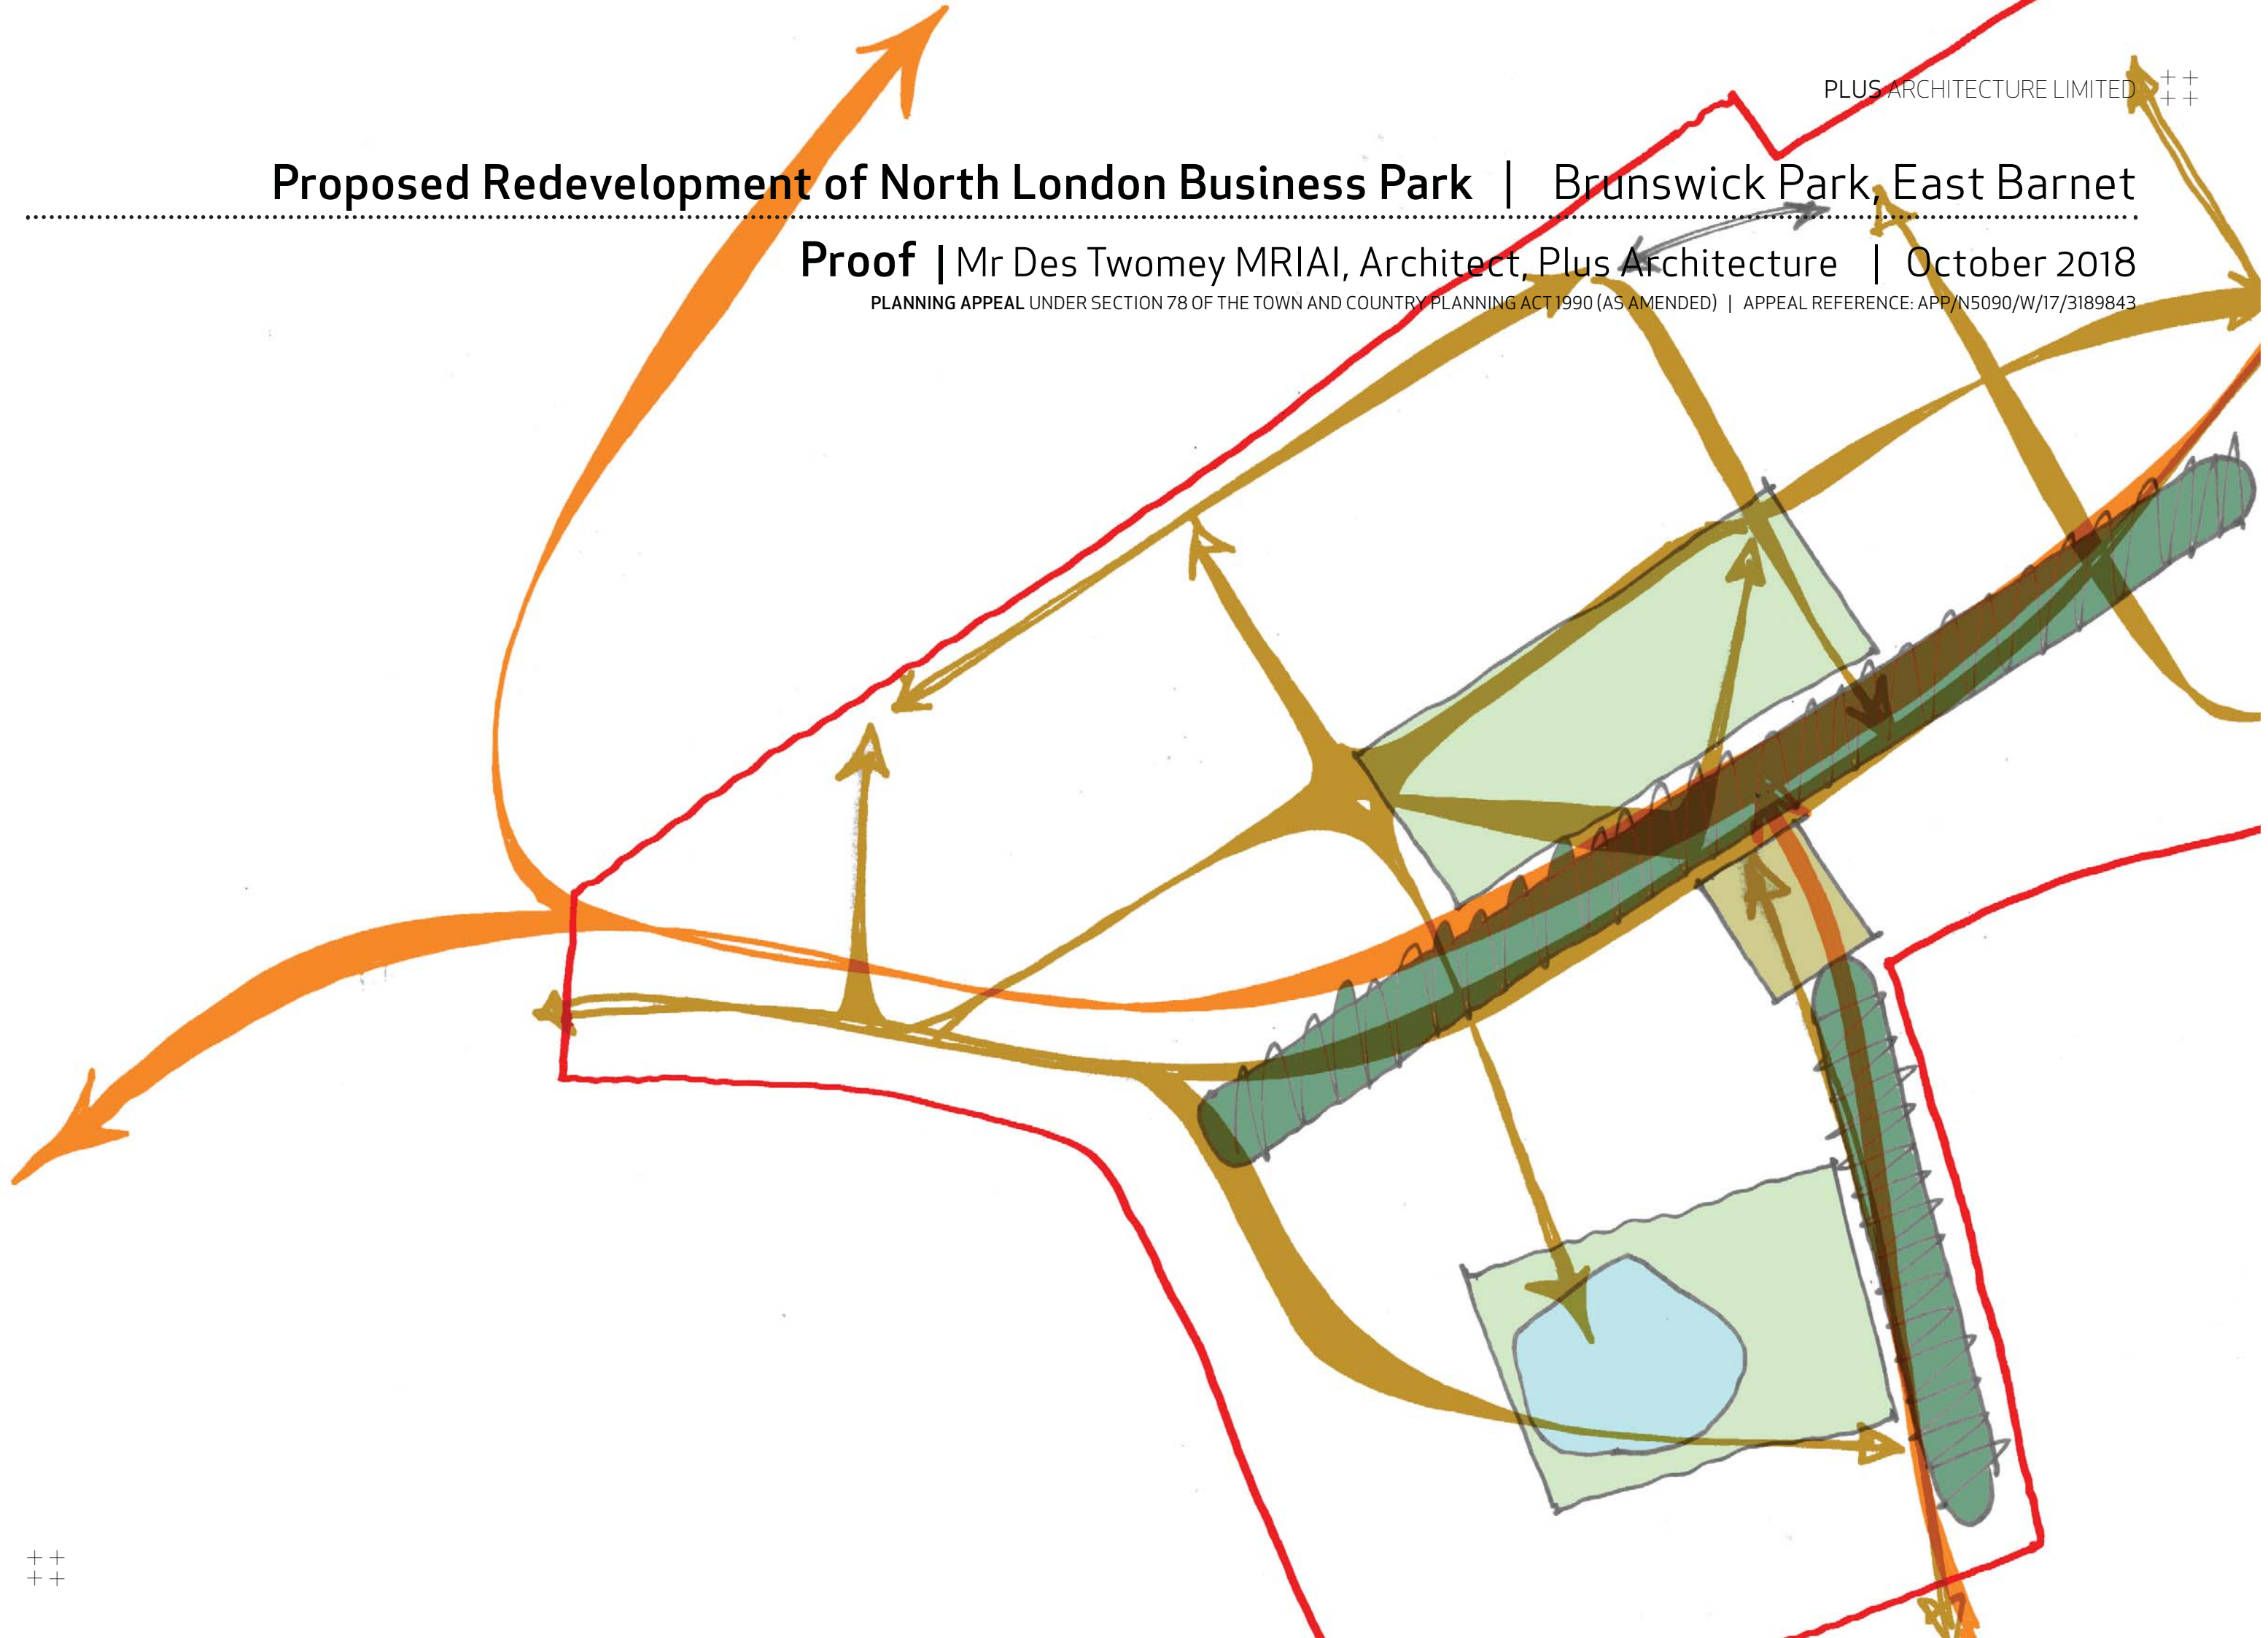 PLUS ARCHITECTURE LIMITED
Proposed Redevelopment of North London Business Park | Brunswick Park, East Barnet
Proof | Mr Des Twomey MRIAI, Architect, Plus Architecture | October 2018
PLANNING APPEAL UNDER SECTION 78 OF THE TOWN AND COUNTRY PLANNING ACT 1990 (AS AMENDED) | APPEAL REFERENCE: APP/N5090/W/17/3189843